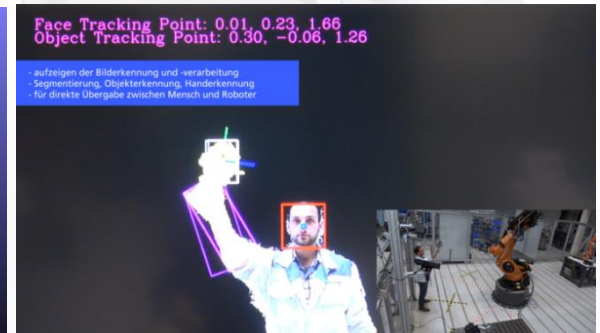 Face Tracking Point: 0.01, 0.23, 1.66
Object Tracking Point: 0.30, -0.06, 1.26
- aufzeigen der Bilderkennung und -verarbeitung
- Segmentierung, Objekterkennung, Handerkennung
- für direkte Übergabe zwischen Mensch und Roboter